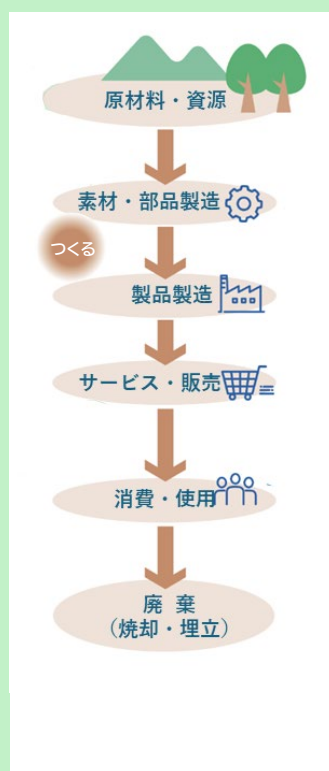 原材料・資源
素材・部品製造
つくる
製品製造
サービス・販売
消費・使用
廃 棄
（焼却・埋立）